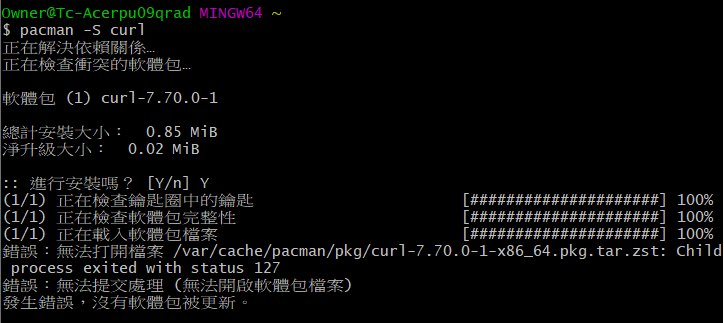 Owner@Tc-Acerpu09qrad MINGW64 ~
$ pacman -S curl
正在解決依賴關係…
正在檢查衝突的軟體包…
軟體包 (1) curl-7.70.0-1
總計安裝大小：  0.85 MiB
淨升級大小：  0.02 MiB
:: 進行安裝嗎？ [Y/n] Y
(1/1) 正在檢查鑰匙圈中的鑰匙 [#####################] 100%
(1/1) 正在檢查軟體包完整性 [#####################] 100%
(1/1) 正在載入軟體包檔案 [#####################] 100%
錯誤：無法打開檔案 /var/cache/pacman/pkg/curl-7.70.0-1-x86_64.pkg.tar.zst: Child
 process exited with status 127
錯誤：無法提交處理 (無法開啟軟體包檔案)
發生錯誤，沒有軟體包被更新。